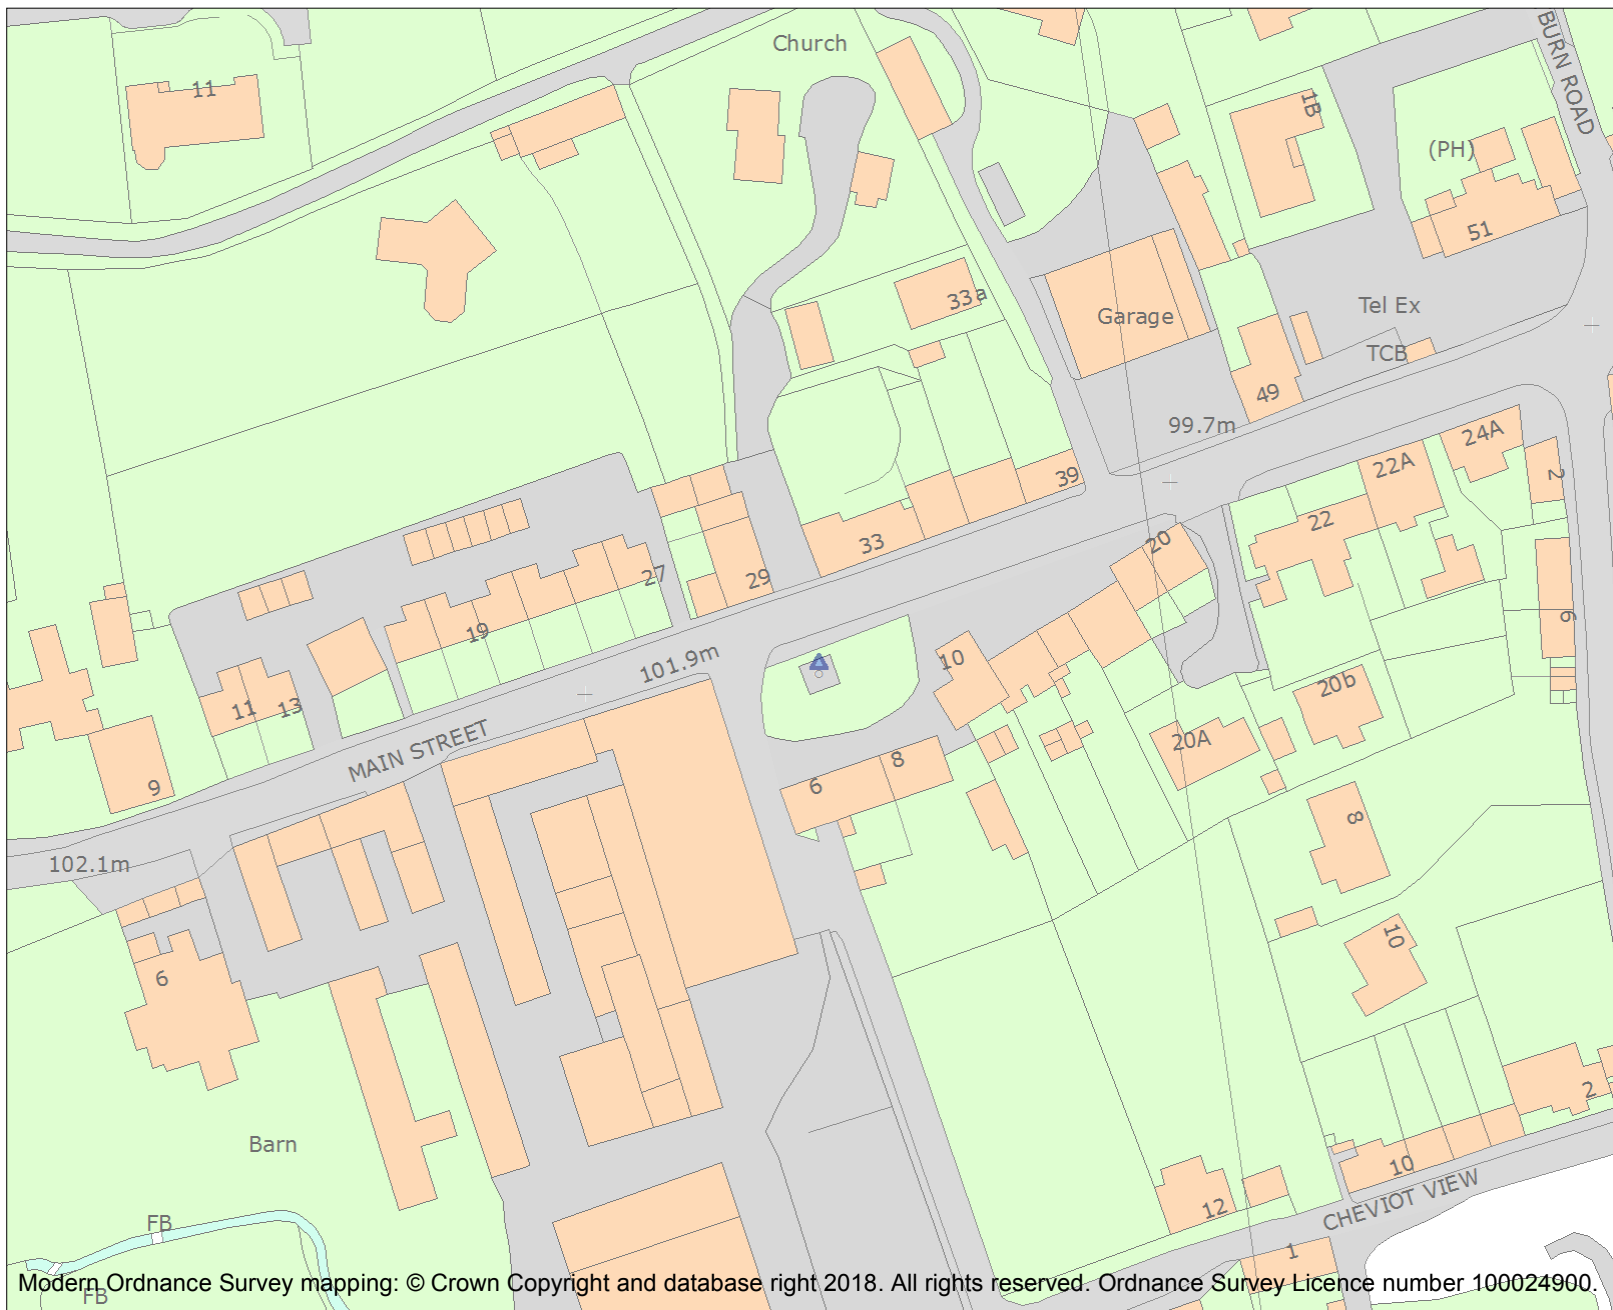 Church
BURN ROAD
11
1B
(PH)
51
33a
Garage
Tel Ex
TCB
49
99.7m
24A
22A
2
39
22
33
20
27
29
19
6
101.9m
10
20b
11
13
MAIN STREET
20A
8
6
9
8
102.1m
10
6
2
Barn
10
12
CHEVIOT VIEW
FB
1
Modern Ordnance Survey mapping: © Crown Copyright and database right 2018. All rights reserved. Ordnance Survey Licence number 100024900.
FB